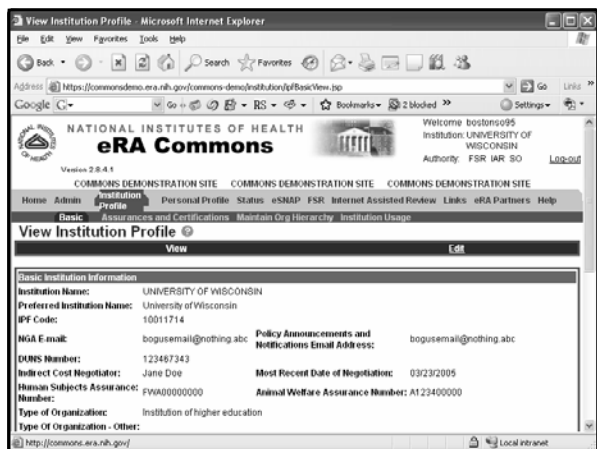 View Institution Profile - Microsoft Internet Explorer
File Edit View Favorites Tools Help
Back Search Favorites
Address https://commonsdemo.era.nih.gov/commons-demo/institution/ipfBasicView.jsp Go Links »
Google G Go RS Bookmarks 2 blocked » Settings
NATIONAL INSTITUTES OF HEALTH
eRA Commons
Version 2.8.4.1
Welcome bostonso95
Institution: UNIVERSITY OF WISCONSIN
Authority: FSR IAR SO Log-out
COMMONS DEMONSTRATION SITE COMMONS DEMONSTRATION SITE COMMONS DEMONSTRATION SITE
Home Admin Institution Profile Personal Profile Status eSNAP FSR Internet Assisted Review Links eRA Partners Help
Basic Assurances and Certifications Maintain Org Hierarchy Institution Usage
View Institution Profile
View Edit
Basic Institution Information
Institution Name: UNIVERSITY OF WISCONSIN
Preferred Institution Name: University of Wisconsin
IPF Code: 10011714
NGA E-mail: bogusemail@nothing.abc Policy Announcements and Notifications Email Address: bogusemail@nothing.abc
DUNS Number: 123467343
Indirect Cost Negotiator: Jane Doe Most Recent Date of Negotiation: 03/23/2005
Human Subjects Assurance Number: FWA00000000 Animal Welfare Assurance Number: A123400000
Type of Organization: Institution of higher education
Type Of Organization - Other:
http://commons.era.nih.gov/ Local intranet